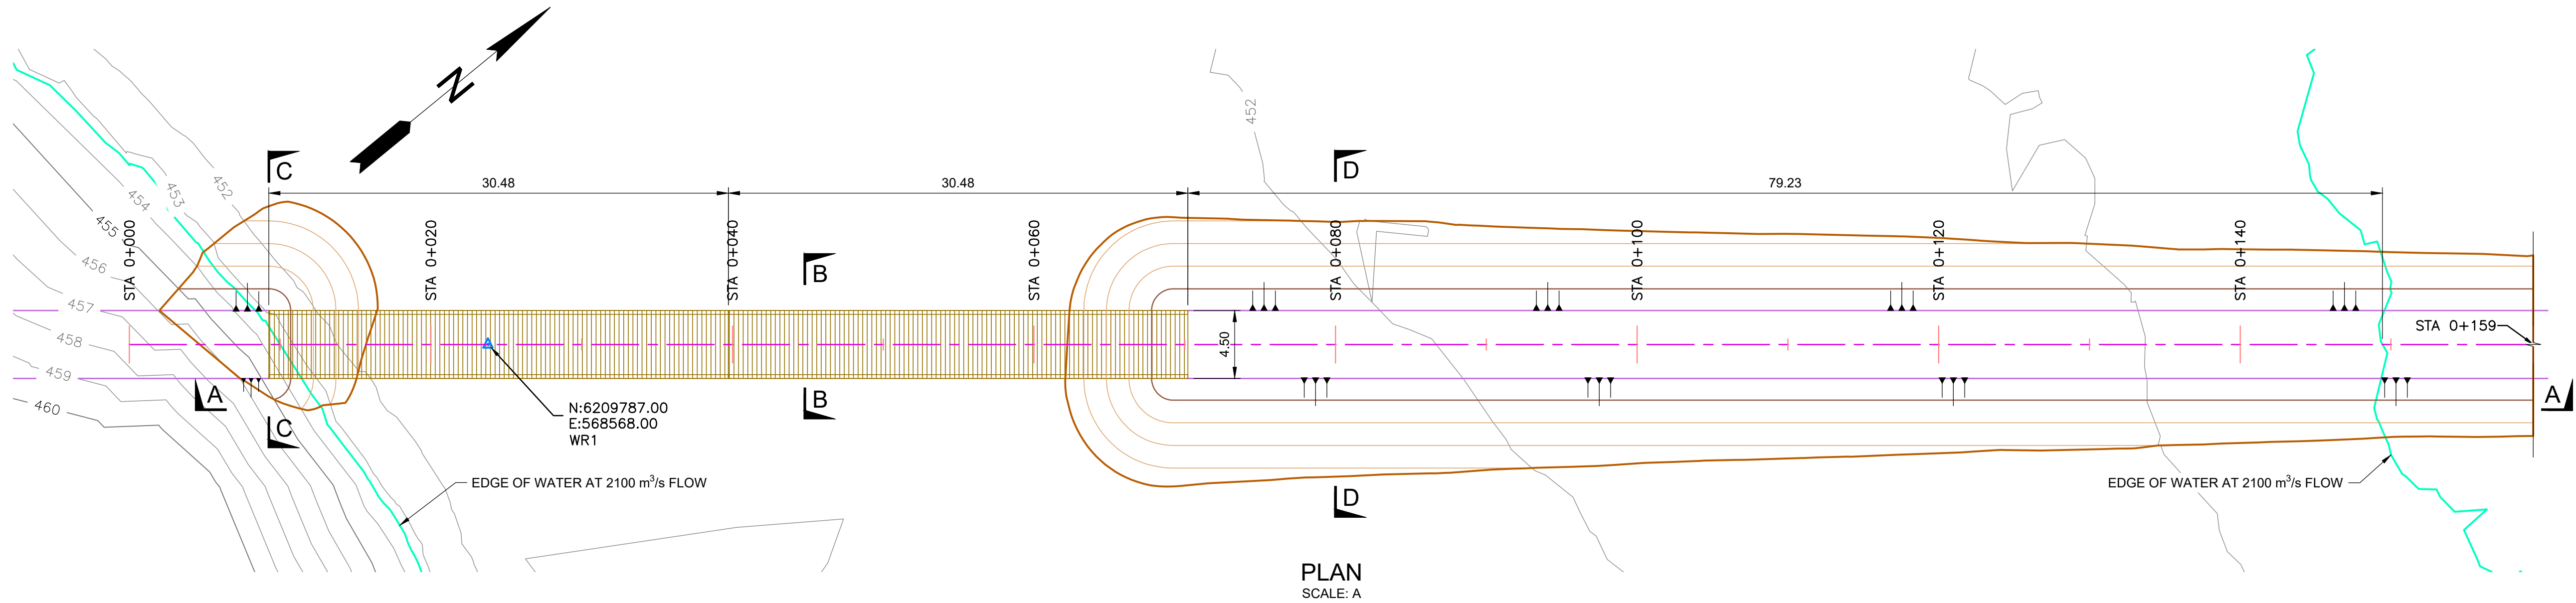 N
452
C
D
30.48
30.48
79.23
452
453
454
455
456
457
458
459
460
STA 0+000
STA 0+020
STA 0+040
STA 0+060
STA 0+080
STA 0+100
STA 0+120
STA 0+140
B
STA 0+159
4.50
A
B
A
C
N:6209787.00
E:568568.00
WR1
EDGE OF WATER AT 2100 m³/s FLOW
D
EDGE OF WATER AT 2100 m³/s FLOW
PLAN
SCALE: A